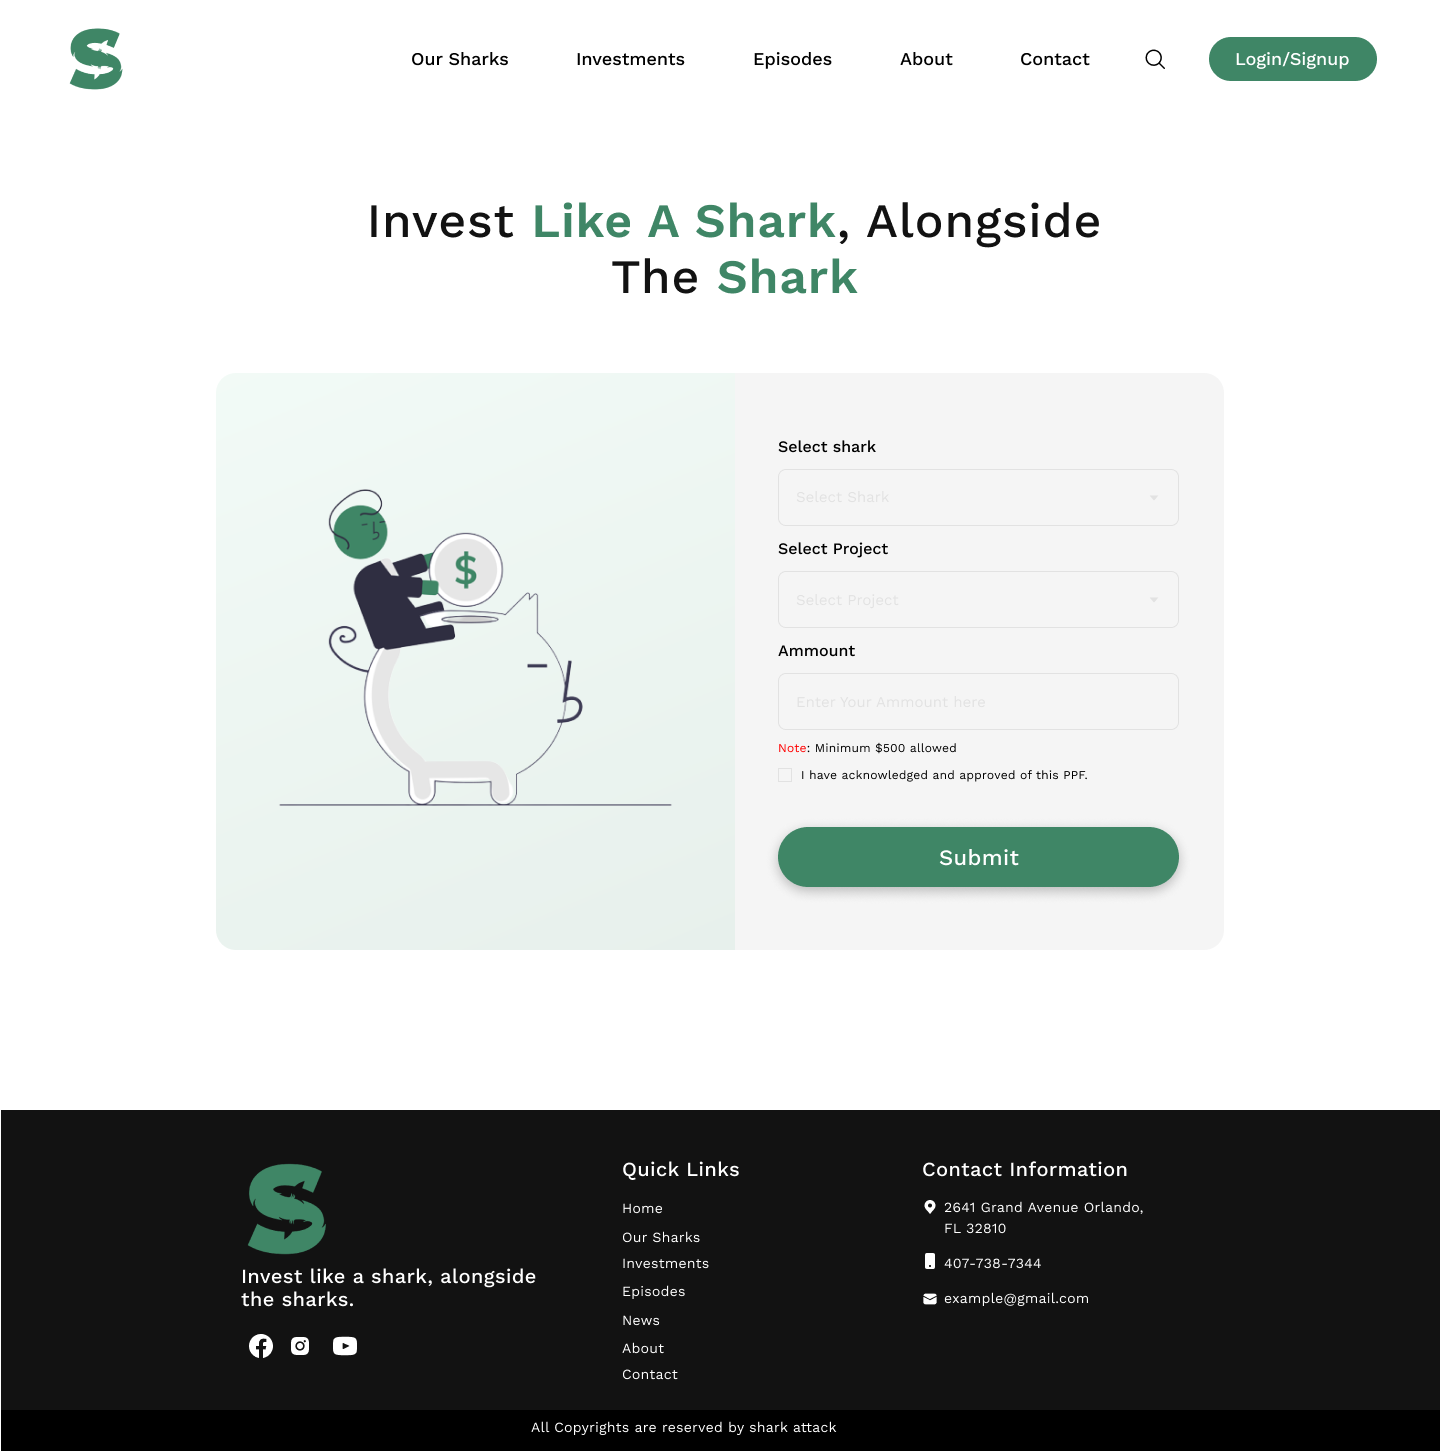 Our Sharks Investments Episodes About Contact Login/Signup
Invest Like A Shark, Alongside
The Shark
$
Select shark
Select Shark
Select Project
Select Project
Ammount
Enter Your Ammount here
Note: Minimum $500 allowed
I have acknowledged and approved of this PPF.
Submit
S
Invest like a shark, alongside
the sharks.
Quick Links
Home
Our Sharks
Investments
Episodes
News
About
Contact
Contact Information
2641 Grand Avenue Orlando,
FL 32810
407-738-7344
example@gmail.com
All Copyrights are reserved by shark attack